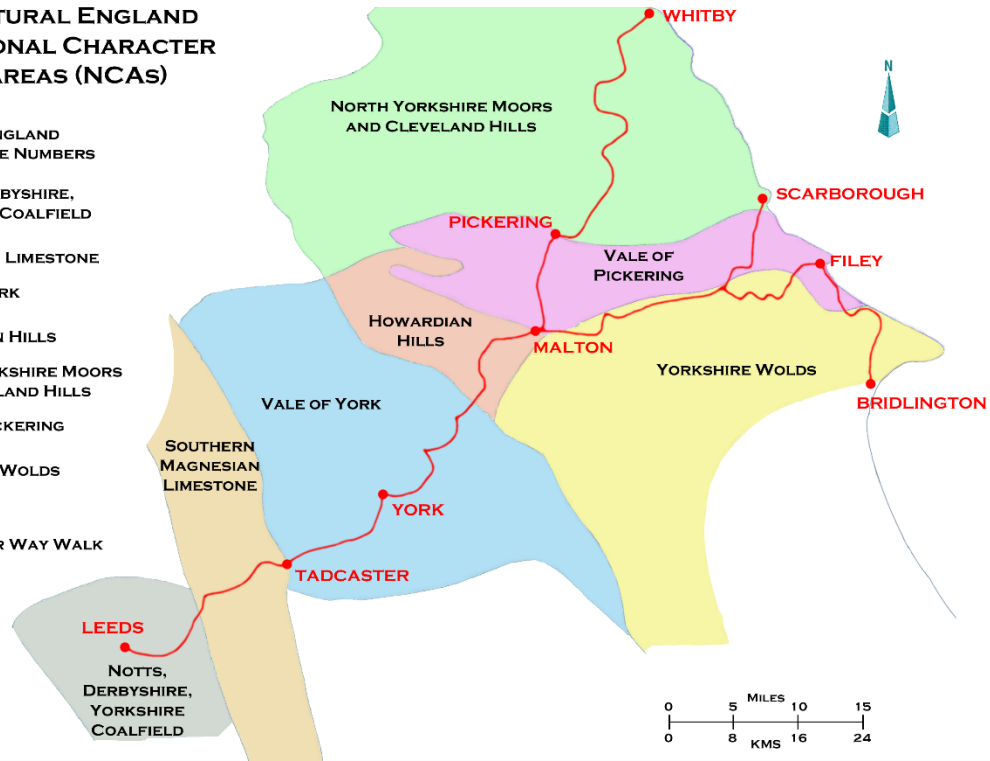 TURAL ENGLAND
ONAL CHARACTER
AREAS (NCAS)
NGLAND
E NUMBERS
BYSHIRE,
COALFIELD
LIMESTONE
RK
N HILLS
KSHIRE MOORS
LAND HILLS
CKERING
WOLDS
R WAY WALK
WHITBY
N
NORTH YORKSHIRE MOORS
AND CLEVELAND HILLS
SCARBOROUGH
PICKERING
VALE OF
PICKERING
FILEY
HOWARDIAN
HILLS
MALTON
YORKSHIRE WOLDS
BRIDLINGTON
VALE OF YORK
SOUTHERN
MAGNESIAN
LIMESTONE
YORK
TADCASTER
LEEDS
NOTTS,
DERBYSHIRE,
YORKSHIRE
COALFIELD
MILES
0 5 10 15
0 8 16 24
KMS